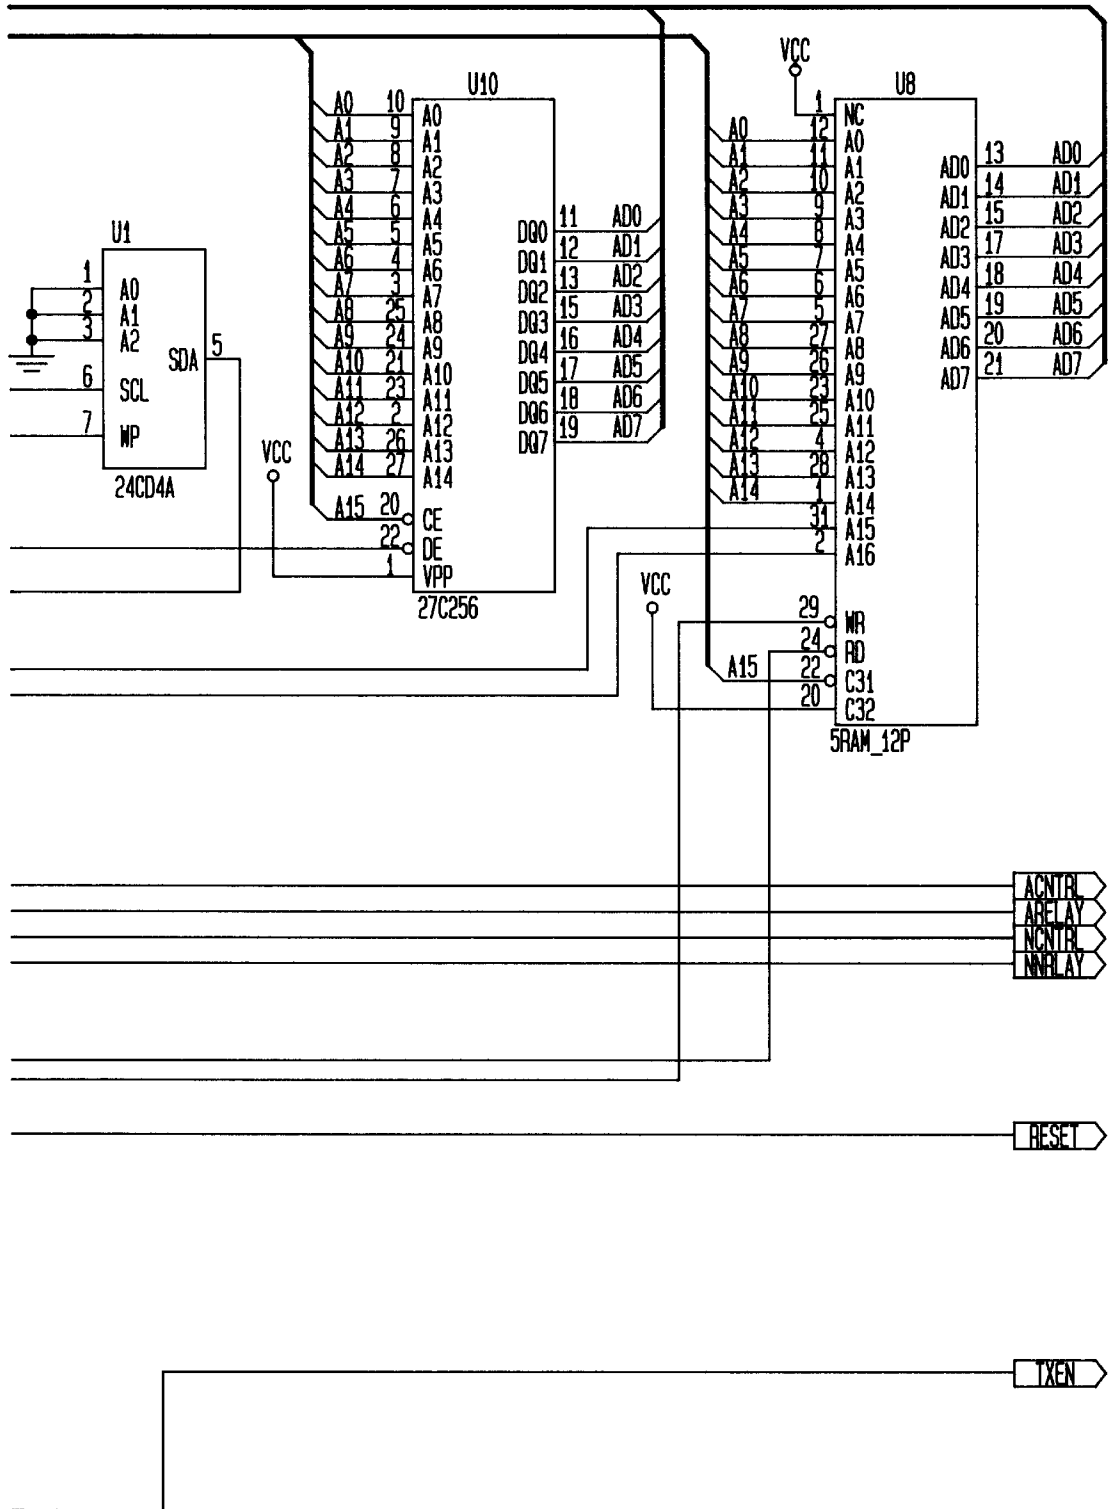 U1
1 A0
2 A1
3 A2
SDA 5
6 SCL
7 WP
24CD4A
VCC
U10
A0 10 A0
A1 9 A1
A2 8 A2
A3 7 A3
A4 6 A4
A5 5 A5
A6 4 A6
A7 3 A7
A8 25 A8
A9 24 A9
A10 21 A10
A11 23 A11
A12 2 A12
A13 26 A13
A14 27 A14
A15 20 CE
22 DE
1 VPP
DQ0 11 AD0
DQ1 12 AD1
DQ2 13 AD2
DQ3 15 AD3
DQ4 16 AD4
DQ5 17 AD5
DQ6 18 AD6
DQ7 19 AD7
27C256
VCC
U8
1 NC
A0 12 A0
A1 11 A1
A2 10 A2
A3 9 A3
A4 8 A4
A5 7 A5
A6 6 A6
A7 5 A7
A8 27 A8
A9 26 A9
A10 23 A10
A11 25 A11
A12 4 A12
A13 28 A13
A14 1 A14
31 A15
2 A16
VCC
29 WR
24 RD
A15 22 C31
20 C32
AD0 13 AD0
AD1 14 AD1
AD2 15 AD2
AD3 17 AD3
AD4 18 AD4
AD5 19 AD5
AD6 20 AD6
AD7 21 AD7
5RAM_12P
ACNTRL
ARELAY
NCNTRL
NNRLAY
RESET
TXEN